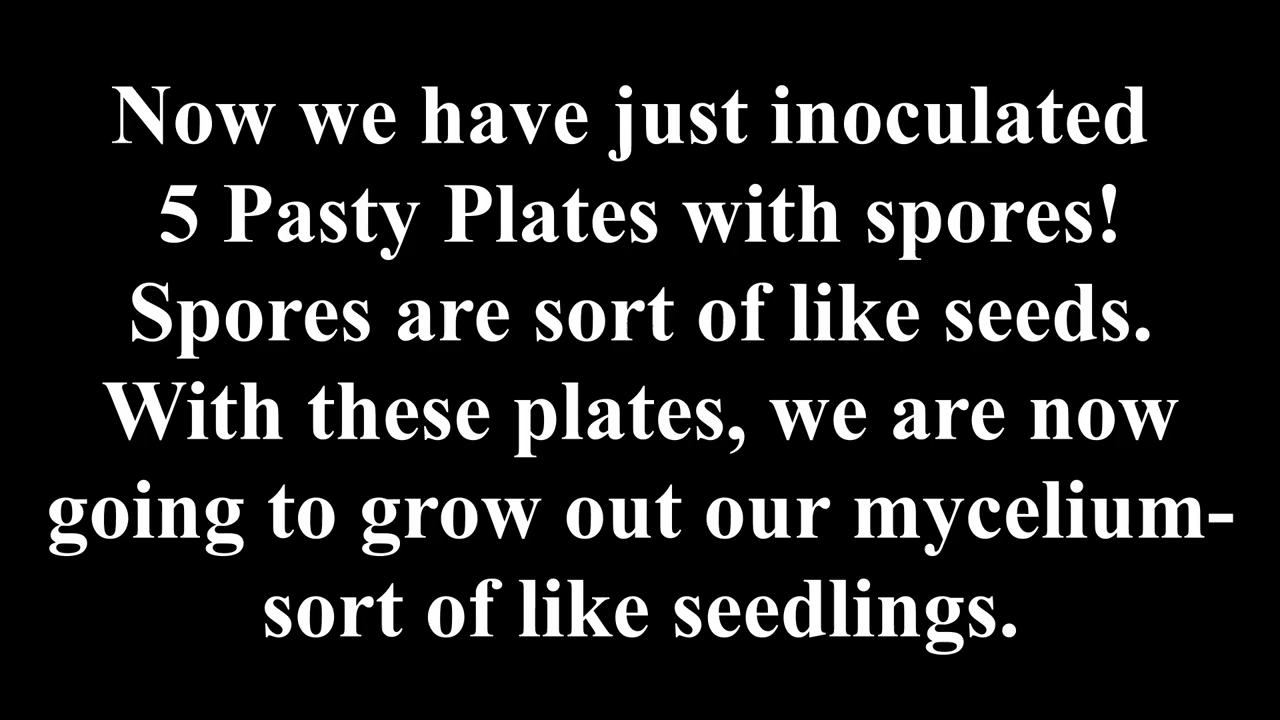 Now we have just inoculated
5 Pasty Plates with spores!
Spores are sort of like seeds.
With these plates, we are now
going to grow out our mycelium-
sort of like seedlings.